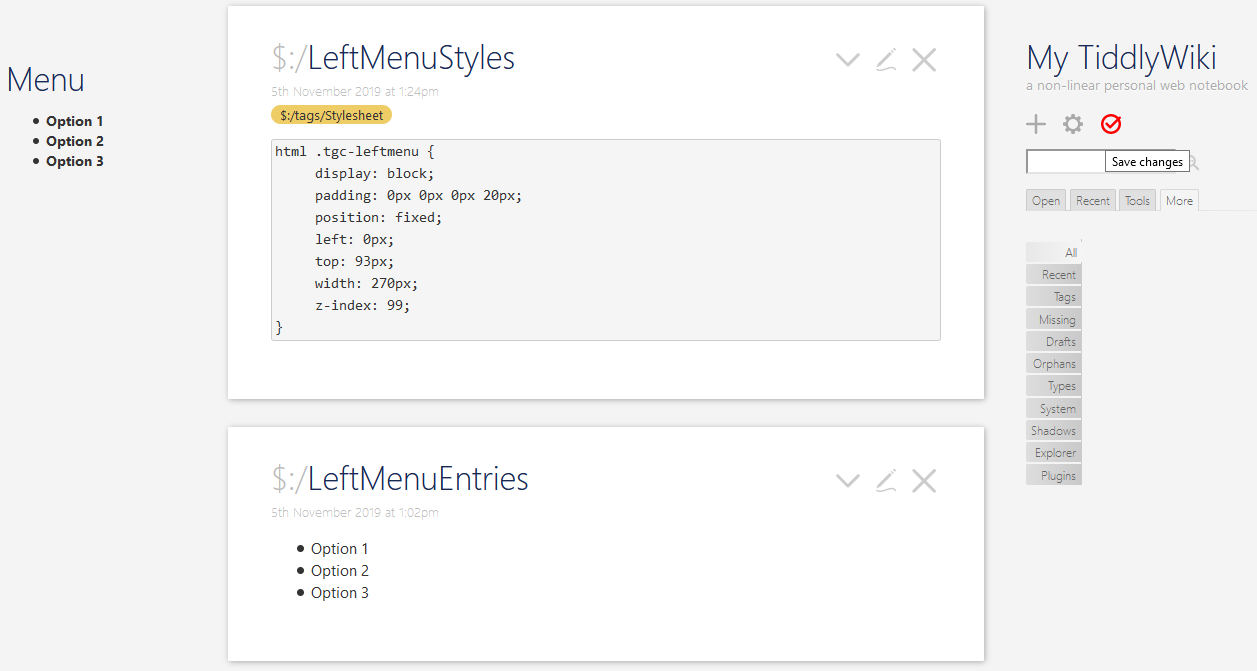 Menu
Option 1
Option 2
Option 3
$:/LeftMenuStyles
5th November 2019 at 1:24pm
$:/tags/Stylesheet
html .tgc-leftmenu {
display: block;
padding: 0px 0px 0px 20px;
position: fixed;
left: 0px;
top: 93px;
width: 270px;
z-index: 99;
}
$:/LeftMenuEntries
5th November 2019 at 1:02pm
Option 1
Option 2
Option 3
My TiddlyWiki
a non-linear personal web notebook
Save changes
Open Recent Tools More
All
Recent
Tags
Missing
Drafts
Orphans
Types
System
Shadows
Explorer
Plugins